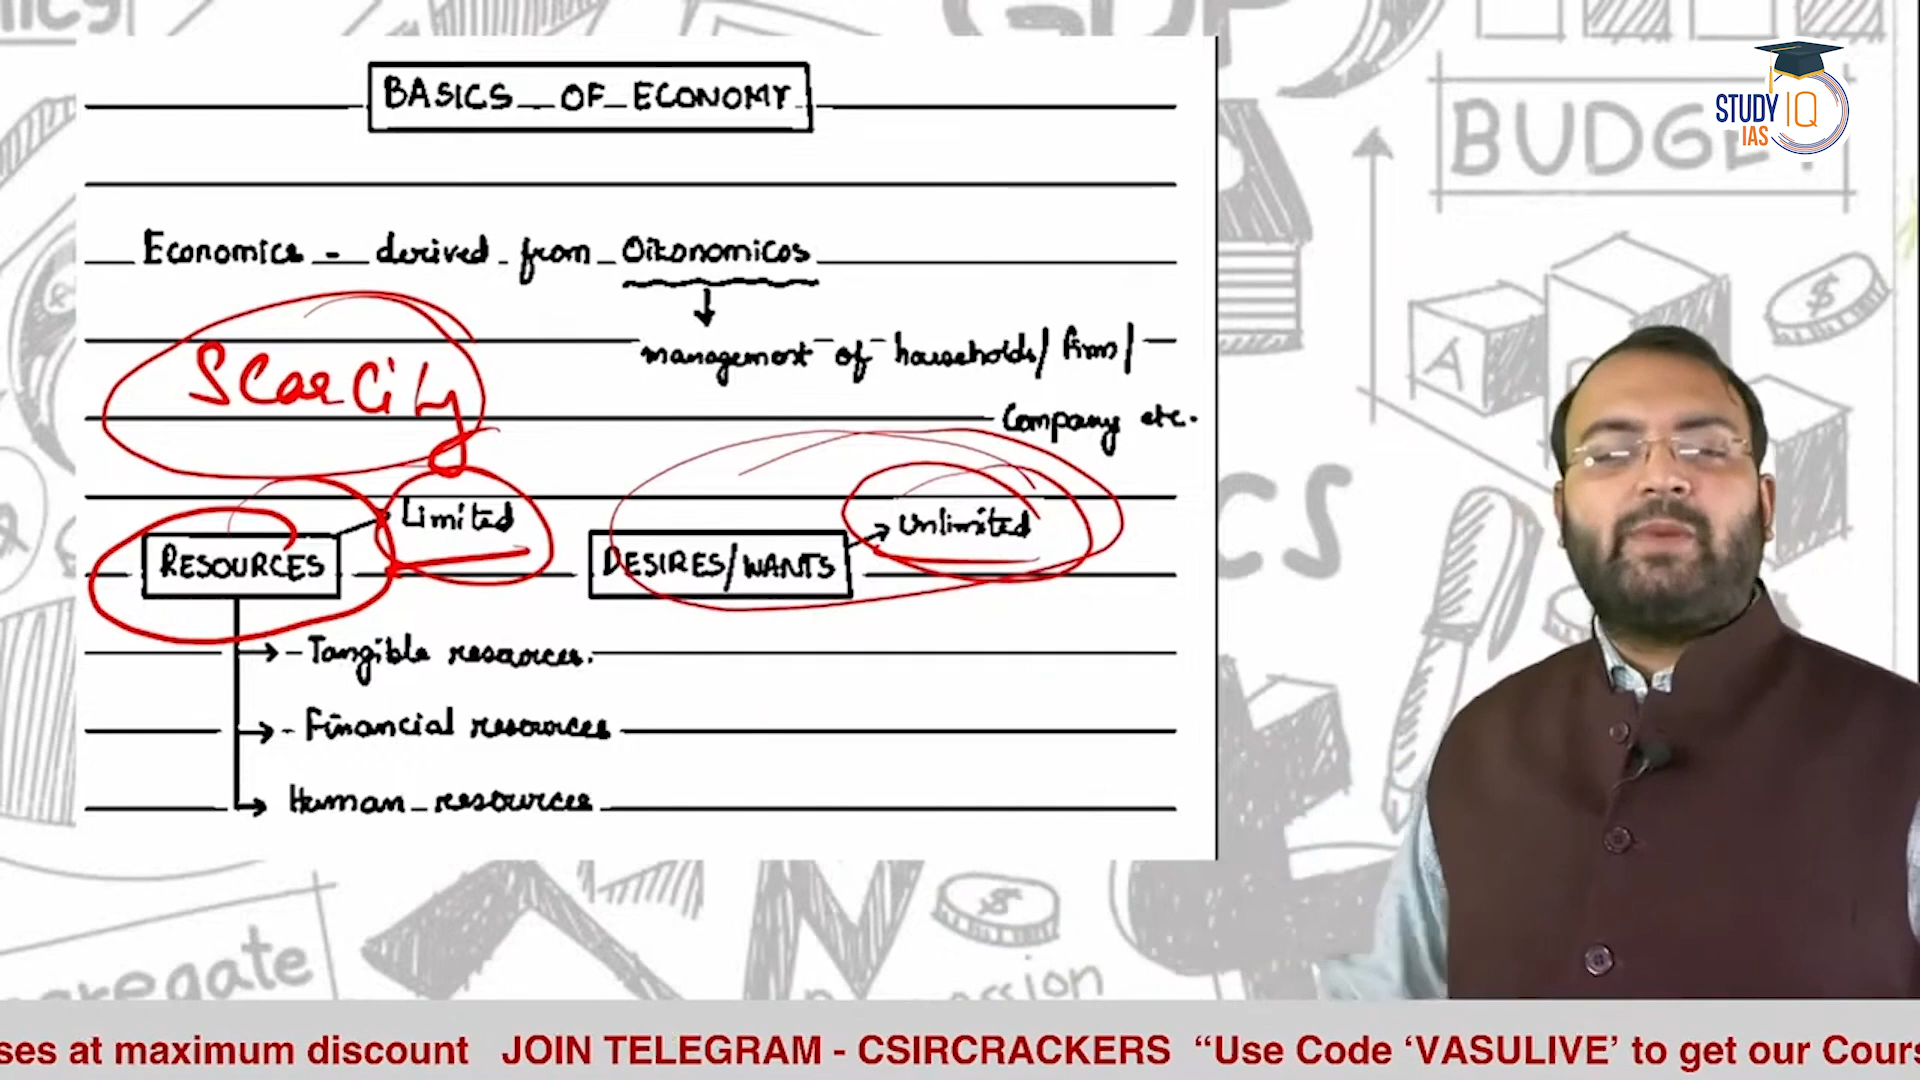 BASICS OF ECONOMY
STUDY IQ
IAS
BUDGET
Economics - derived from Oikonomicos
management of households/ firm/
Company etc.
SCarCity
Limited
Unlimited
RESOURCES
DESIRES/WANTS
A
CS
- Tangible resources.
- Financial resources
Human resources
ses at maximum discount JOIN TELEGRAM - CSIRCRACKERS “Use Code ‘VASULIVE’ to get our Cours